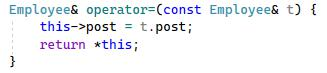 Employee& operator=(const Employee& t) {
    this->post = t.post;
    return *this;
}